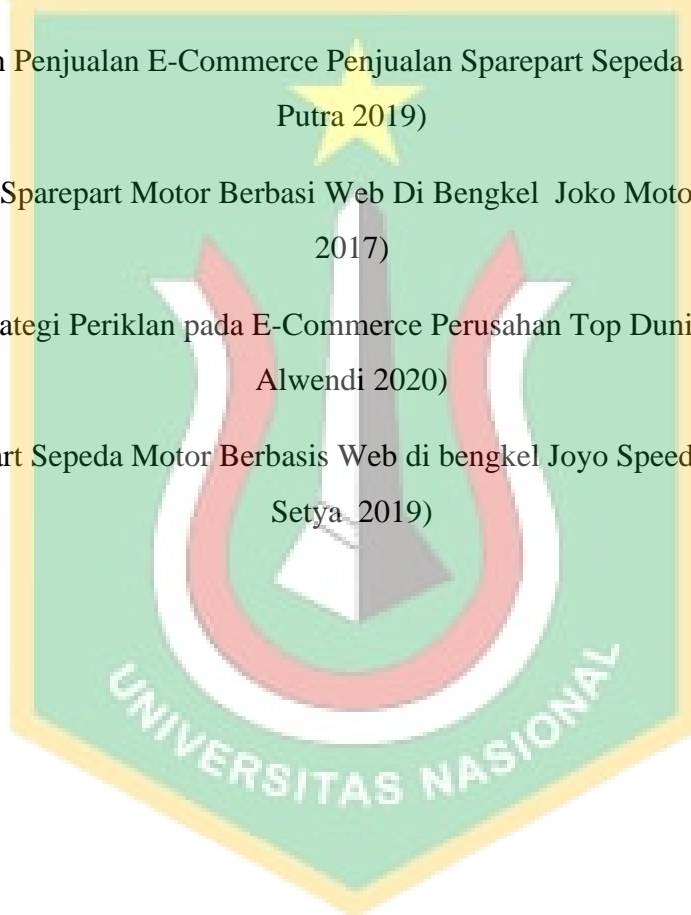 Penjualan E-Commerce Penjualan Sparepart Sepeda
Putra 2019)
Sparepart Motor Berbasi Web Di Bengkel Joko Moto
2017)
ategi Periklan pada E-Commerce Perusahan Top Duni
Alwendi 2020)
art Sepeda Motor Berbasis Web di bengkel Joyo Speed
Setya 2019)
UNIVERSITAS NASIONAL